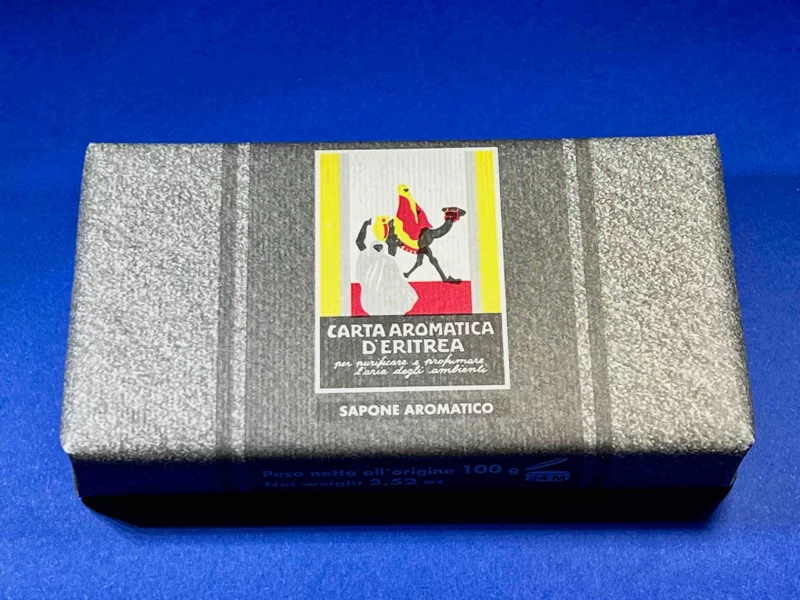 CARTA AROMATICA
D'ERITREA
per purificare e profumare
l'aria degli ambienti
SAPONE AROMATICO
Peso netto all'origine 100 g
Net weight 3,52 oz
24 M